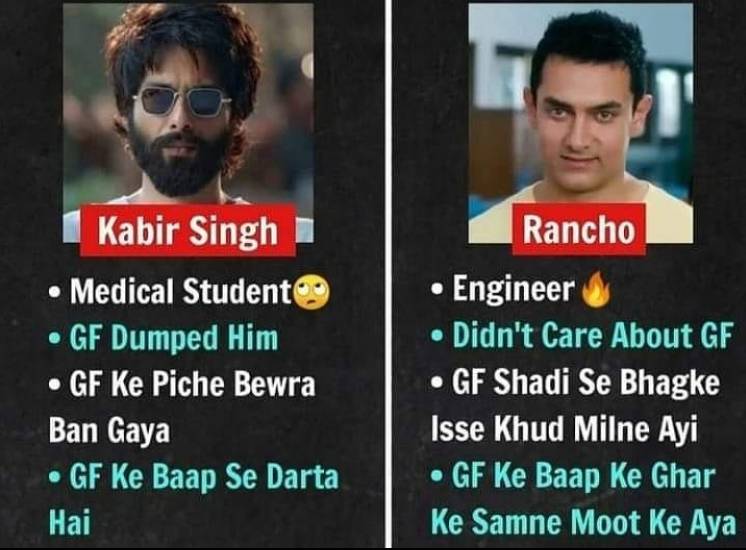 Kabir Singh
• Medical Student🙄
• GF Dumped Him
• GF Ke Piche Bewra
Ban Gaya
• GF Ke Baap Se Darta
Hai
Rancho
• Engineer🔥
• Didn't Care About GF
• GF Shadi Se Bhagke
Isse Khud Milne Ayi
• GF Ke Baap Ke Ghar
Ke Samne Moot Ke Aya